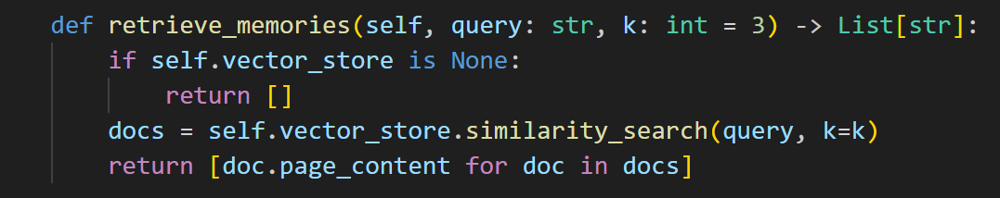 def retrieve_memories(self, query: str, k: int = 3) -> List[str]:
    if self.vector_store is None:
        return []
    docs = self.vector_store.similarity_search(query, k=k)
    return [doc.page_content for doc in docs]